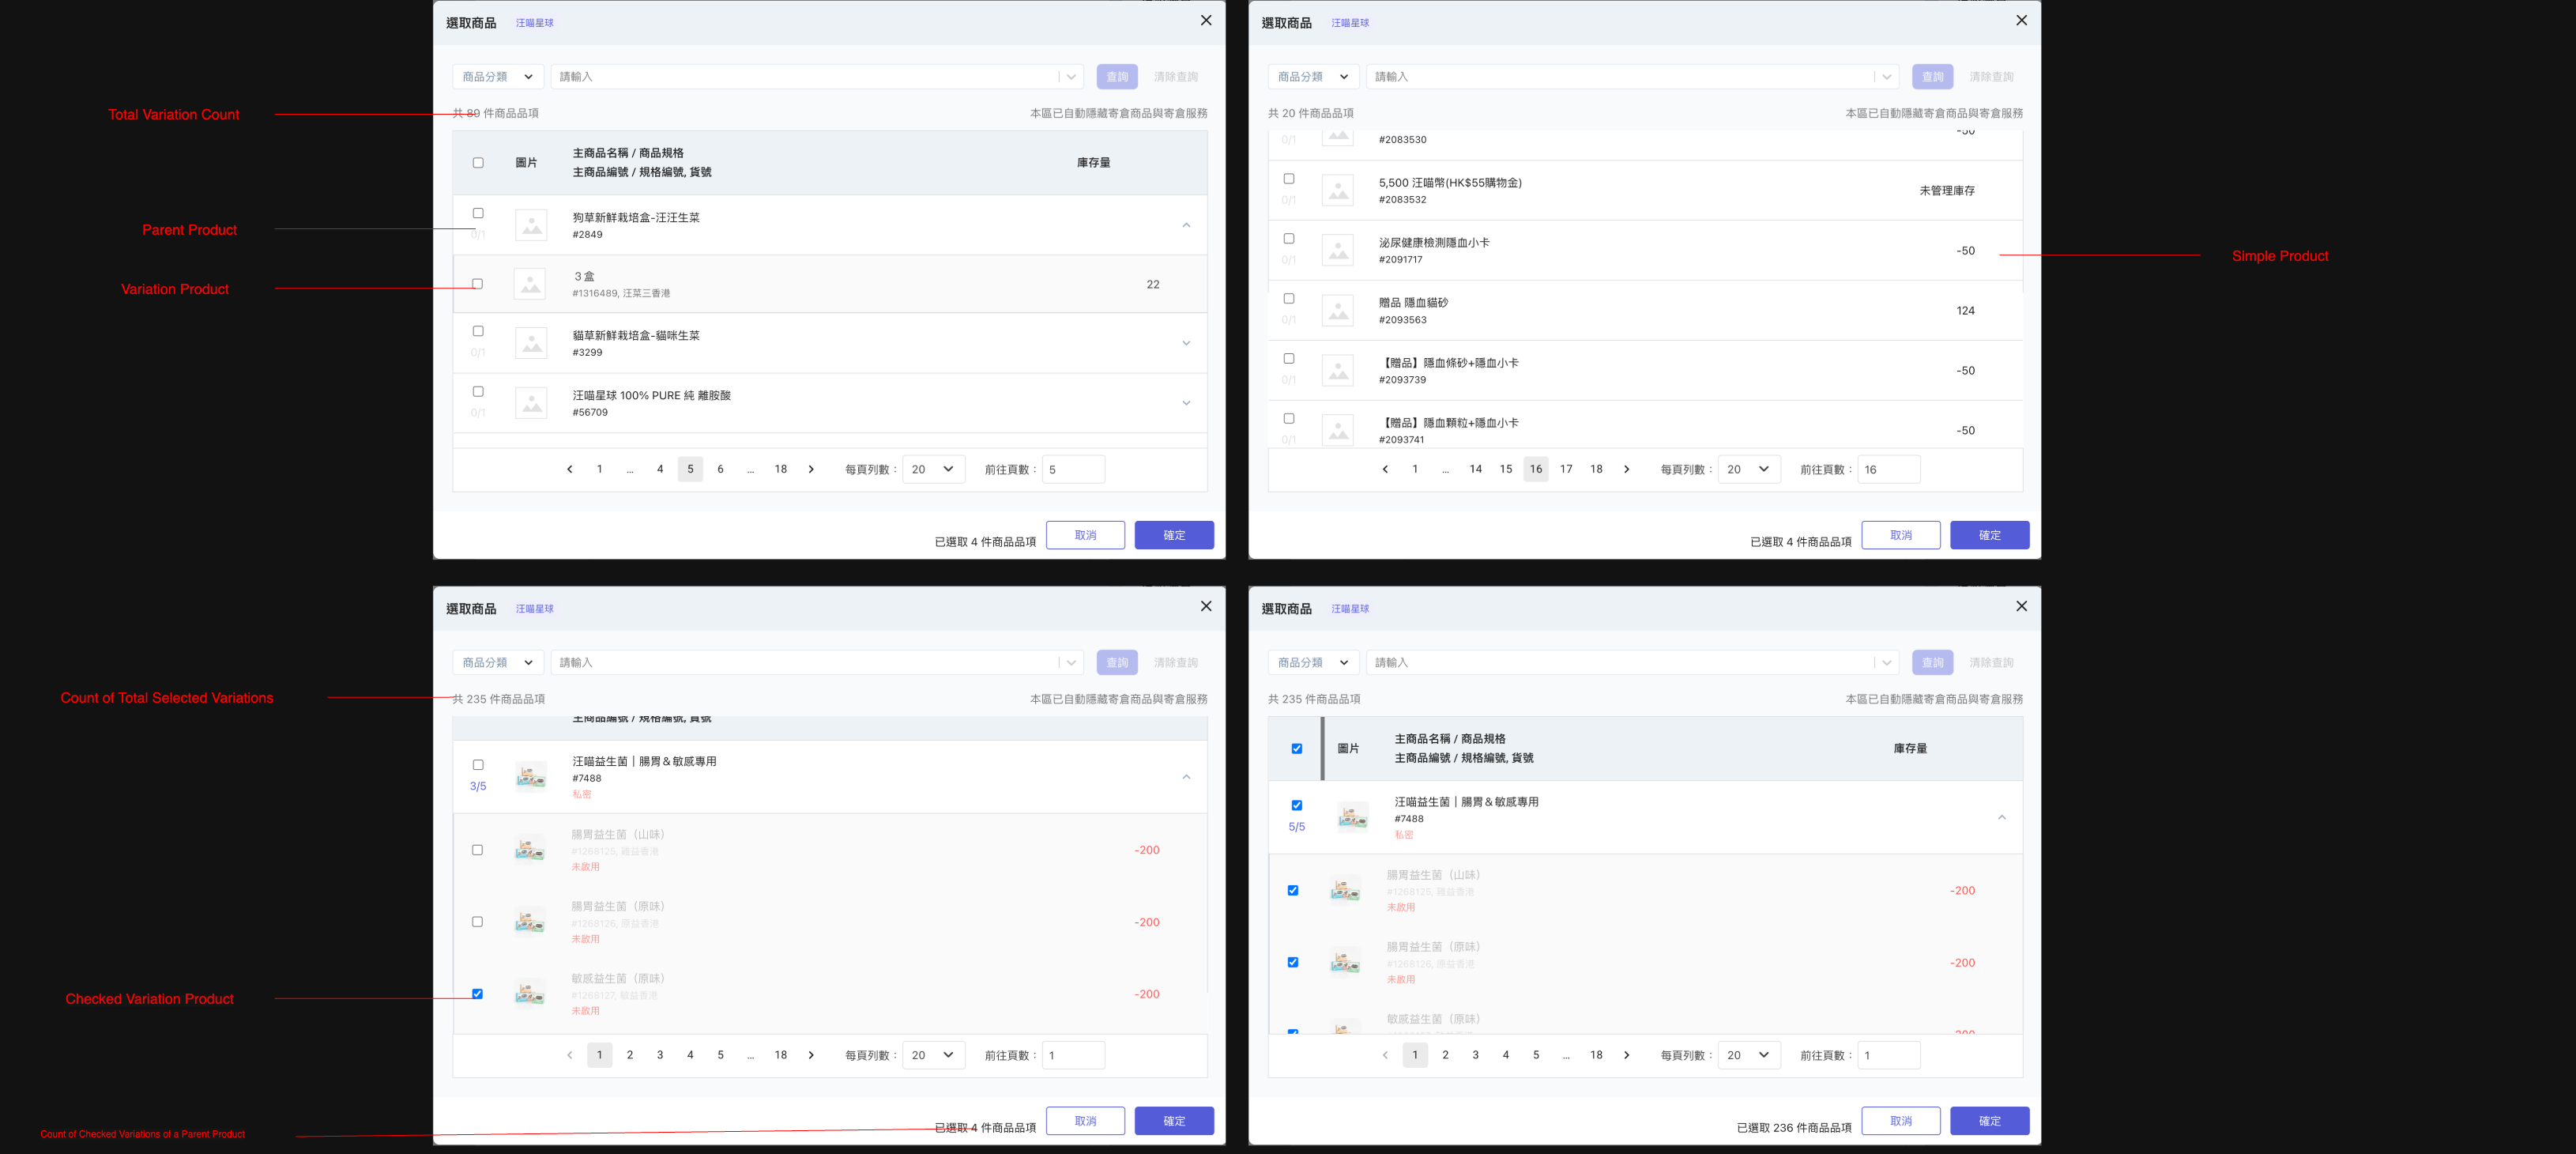 選取商品 汪喵星球
商品分類 請輸入 查詢 清除查詢
Total Variation Count
共 89 件商品品項 本區已自動隱藏寄倉商品與寄倉服務
圖片 主商品名稱 / 商品規格 庫存量
主商品編號 / 規格編號, 貨號
Parent Product
狗草新鮮栽培盒-汪汪生菜
0/1 #2849
Variation Product
3 盒 22
#1316489, 汪菜三香港
貓草新鮮栽培盒-貓咪生菜
0/1 #3299
汪喵星球 100% PURE 純 離胺酸
0/1 #56709
1 ... 4 5 6 ... 18 每頁列數： 20 前往頁數： 5
已選取 4 件商品品項 取消 確定
選取商品 汪喵星球
商品分類 請輸入 查詢 清除查詢
共 20 件商品品項 本區已自動隱藏寄倉商品與寄倉服務
-50
0/1 #2083530
5,500 汪喵幣(HK$55購物金) 未管理庫存
0/1 #2083532
泌尿健康檢測隱血小卡 -50
0/1 #2091717
Simple Product
贈品 隱血貓砂 124
0/1 #2093563
【贈品】隱血條砂+隱血小卡 -50
0/1 #2093739
【贈品】隱血顆粒+隱血小卡 -50
0/1 #2093741
1 ... 14 15 16 17 18 每頁列數： 20 前往頁數： 16
已選取 4 件商品品項 取消 確定
選取商品 汪喵星球
商品分類 請輸入 查詢 清除查詢
Count of Total Selected Variations
共 235 件商品品項 本區已自動隱藏寄倉商品與寄倉服務
主商品編號 / 規格編號, 貨號
汪喵益生菌｜腸胃＆敏感專用
3/5 #7488
私密
腸胃益生菌（山味） -200
#1268125, 雞益香港
未啟用
腸胃益生菌（原味） -200
#1268126, 原益香港
未啟用
Checked Variation Product
敏感益生菌（原味） -200
#1268127, 敏益香港
未啟用
1 2 3 4 5 ... 18 每頁列數： 20 前往頁數： 1
Count of Checked Variations of a Parent Product
已選取 4 件商品品項 取消 確定
選取商品 汪喵星球
商品分類 請輸入 查詢 清除查詢
共 235 件商品品項 本區已自動隱藏寄倉商品與寄倉服務
圖片 主商品名稱 / 商品規格 庫存量
主商品編號 / 規格編號, 貨號
汪喵益生菌｜腸胃＆敏感專用
5/5 #7488
私密
腸胃益生菌（山味） -200
#1268125, 雞益香港
未啟用
腸胃益生菌（原味） -200
#1268126, 原益香港
未啟用
敏感益生菌（原味）
-200
1 2 3 4 5 ... 18 每頁列數： 20 前往頁數： 1
已選取 236 件商品品項 取消 確定